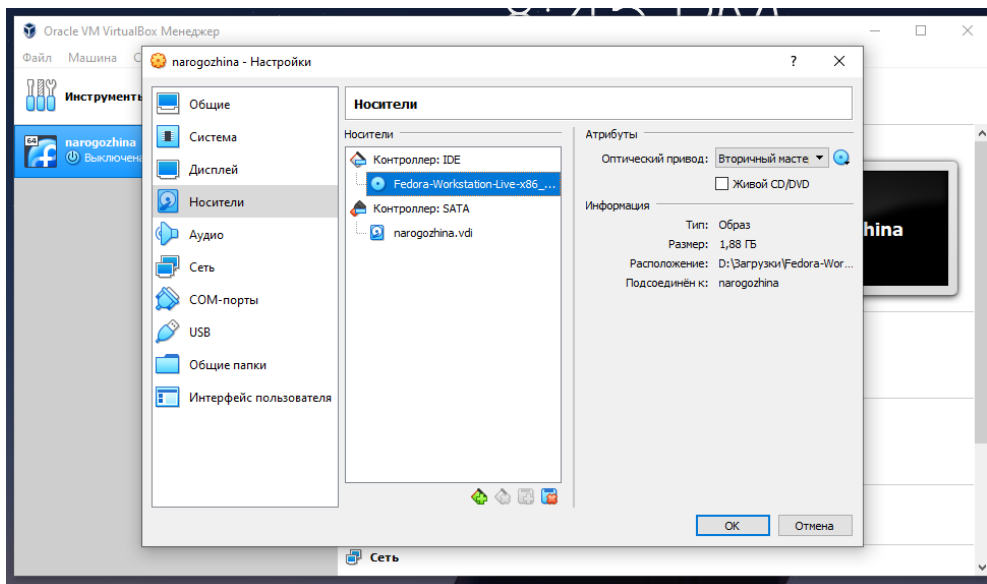 Oracle VM VirtualBox Менеджер
Файл Машина С
narogozhina - Настройки
Инструменты
64
narogozhina
Выключена
Общие
Система
Дисплей
Носители
Аудио
Сеть
COM-порты
USB
Общие папки
Интерфейс пользователя
Носители
Носители
Контроллер: IDE
Fedora-Workstation-Live-x86_...
Контроллер: SATA
narogozhina.vdi
Атрибуты
Оптический привод: Вторичный масте
Живой CD/DVD
Информация
Тип: Образ
Размер: 1,88 ГБ
Расположение: D:\Загрузки\Fedora-Wor...
Подсоединён к: narogozhina
OK Отмена
hina
Сеть